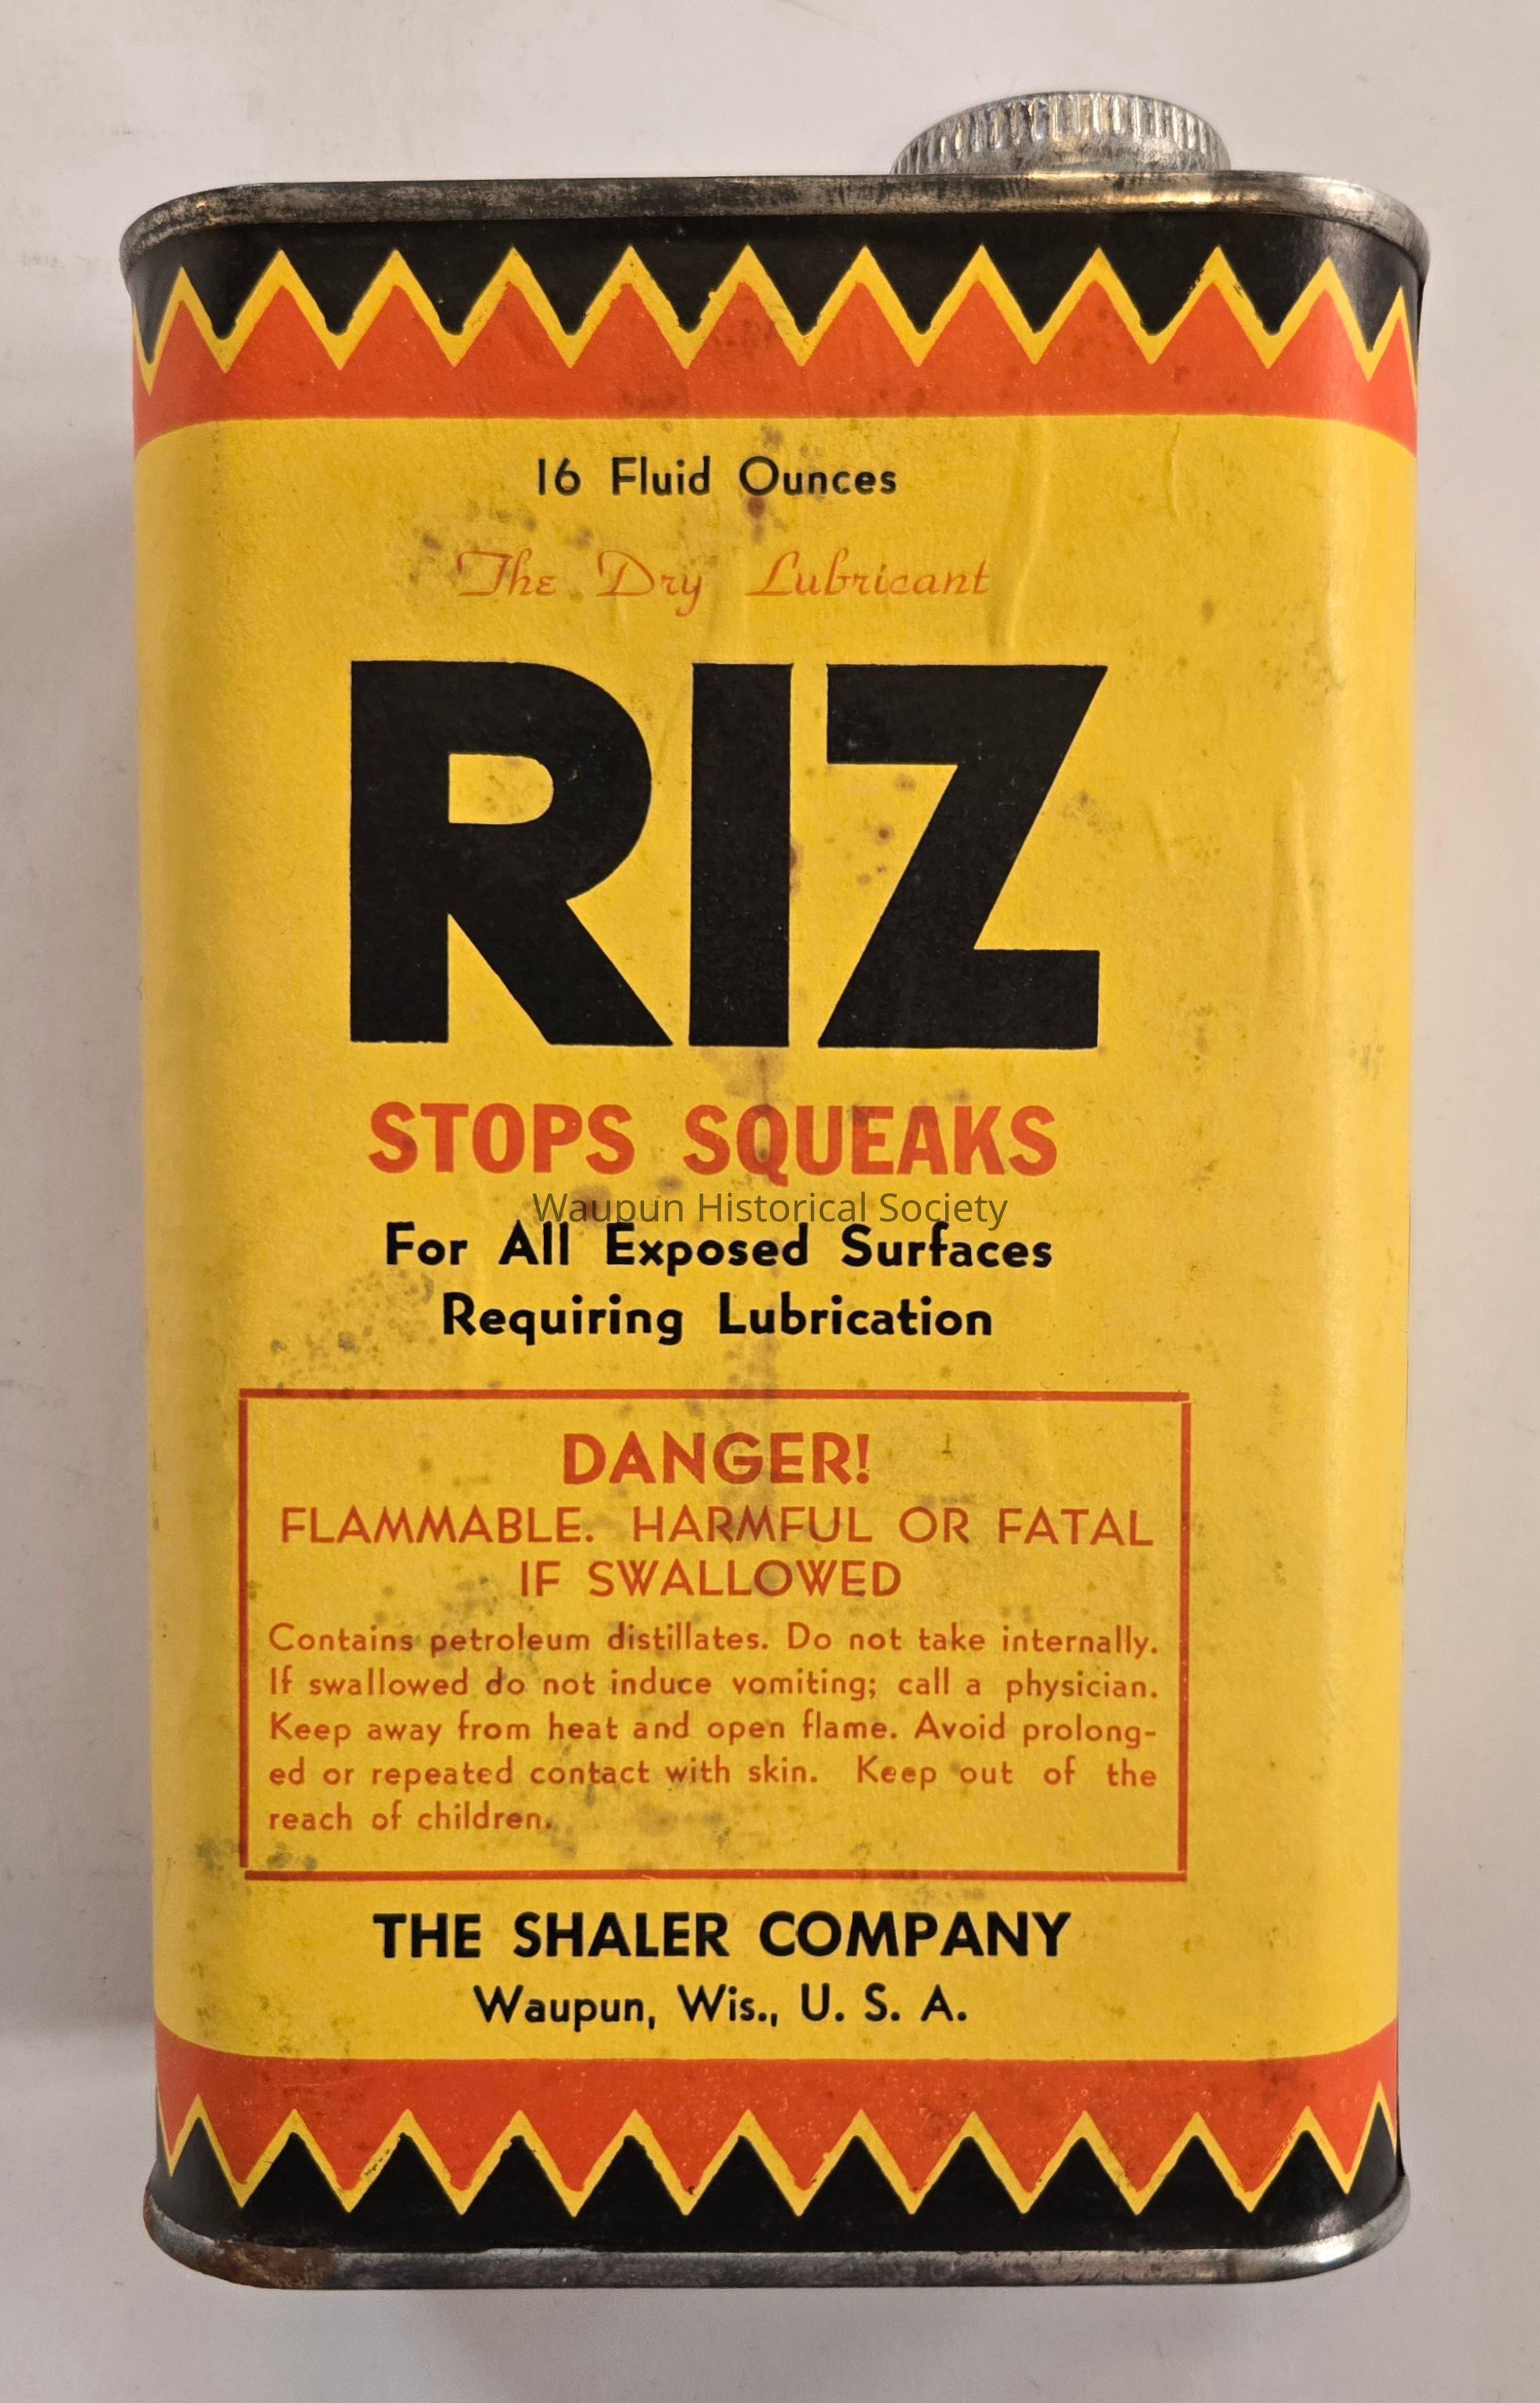 16 Fluid Ounces
The Dry Lubricant
RIZ
STOPS SQUEAKS
Waupun Historical Society
For All Exposed Surfaces
Requiring Lubrication
DANGER!
FLAMMABLE. HARMFUL OR FATAL
IF SWALLOWED
Contains petroleum distillates. Do not take internally.
If swallowed do not induce vomiting; call a physician.
Keep away from heat and open flame. Avoid prolong-
ed or repeated contact with skin. Keep out of the
reach of children.
THE SHALER COMPANY
Waupun, Wis., U. S. A.